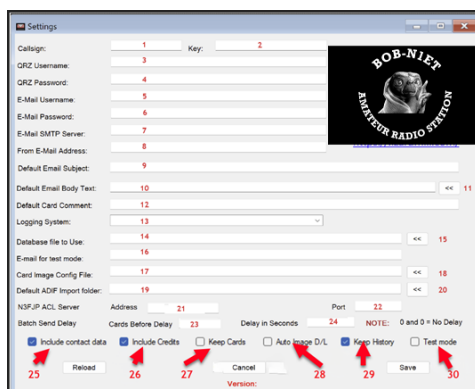 Settings
Callsign: 1 Key: 2
QRZ Username: 3
QRZ Password: 4
E-Mail Username: 5
E-Mail Password: 6
E-Mail SMTP Server: 7
From E-Mail Address: 8
BOB-N1ET
AMATEUR RADIO STATION
Default Email Subject: 9
Default Email Body Text: 10 << 11
Default Card Comment: 12
Logging System: 13
Database file to Use: 14 << 15
E-mail for test mode: 16
Card Image Config File: 17 << 18
Default ADIF Import folder: 19 << 20
N3FJP ACL Server Address 21 Port 22
Batch Send Delay Cards Before Delay 23 Delay in Seconds 24 NOTE: 0 and 0 = No Delay
Include contact data Include Credits Keep Cards Auto Image D/L Keep History Test mode
25 26 27 28 29 30
Reload Cancel Save
Version: